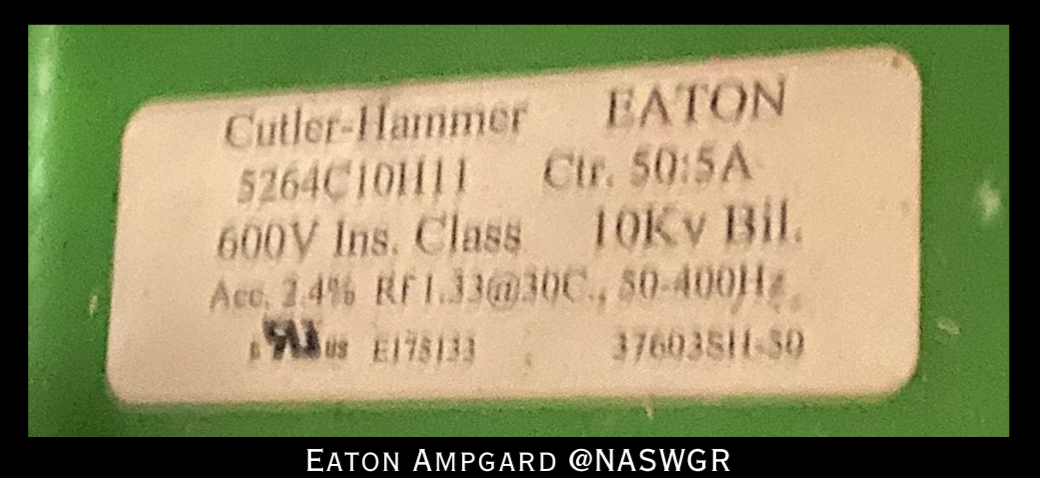 Cutler-Hammer EATON
5264C10H11 Ctr. 50:5A
600V Ins. Class 10Kv Bil.
Acc. 2.4% RF 1.33@30C., 50-400Hz.
us E175133 37603SH-50
EATON AMPGARD @NASWGR